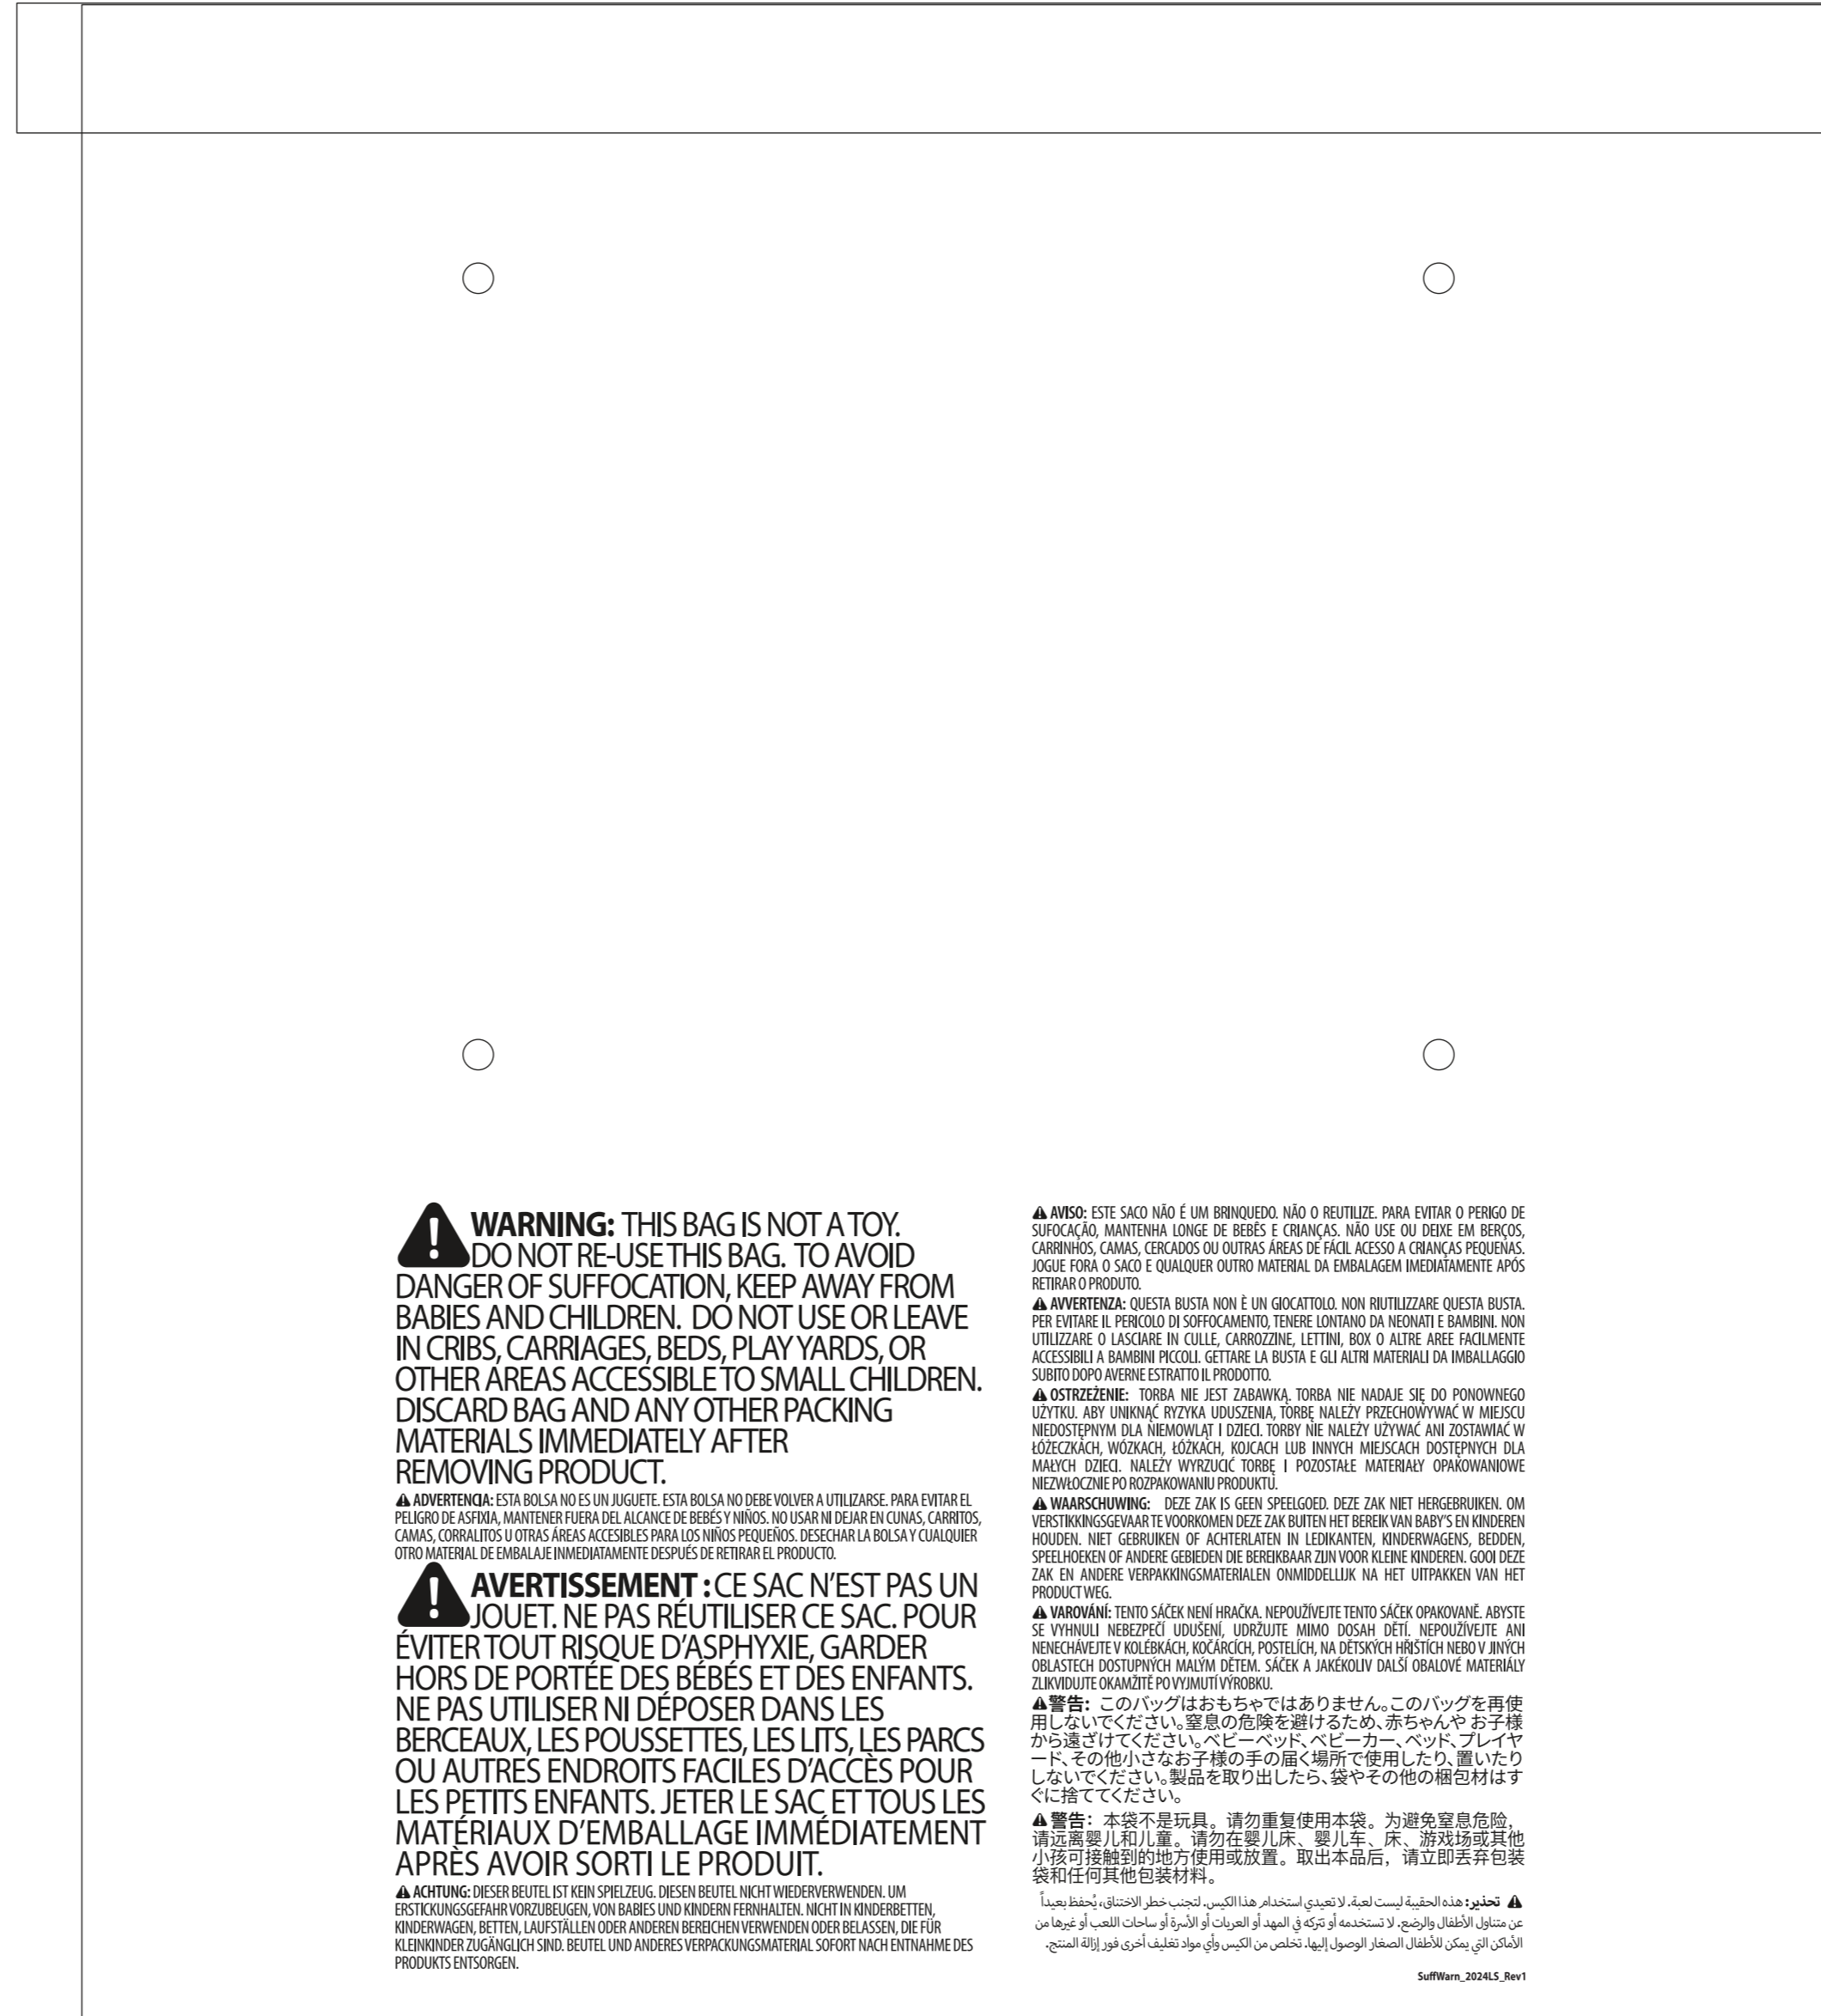 WARNING: THIS BAG IS NOT A TOY.
DO NOT RE-USE THIS BAG. TO AVOID
DANGER OF SUFFOCATION, KEEP AWAY FROM
BABIES AND CHILDREN. DO NOT USE OR LEAVE
IN CRIBS, CARRIAGES, BEDS, PLAY YARDS, OR
OTHER AREAS ACCESSIBLE TO SMALL CHILDREN.
DISCARD BAG AND ANY OTHER PACKING
MATERIALS IMMEDIATELY AFTER
REMOVING PRODUCT.
ADVERTENCIA: ESTA BOLSA NO ES UN JUGUETE. ESTA BOLSA NO DEBE VOLVER A UTILIZARSE. PARA EVITAR EL
PELIGRO DE ASFIXIA, MANTENER FUERA DEL ALCANCE DE BEBÉS Y NIÑOS. NO USAR NI DEJAR EN CUNAS, CARRITOS,
CAMAS, CORRALITOS U OTRAS ÁREAS ACCESIBLES PARA LOS NIÑOS PEQUEÑOS. DESECHAR LA BOLSA Y CUALQUIER
OTRO MATERIAL DE EMBALAJE INMEDIATAMENTE DESPUÉS DE RETIRAR EL PRODUCTO.
AVERTISSEMENT : CE SAC N'EST PAS UN
JOUET. NE PAS RÉUTILISER CE SAC. POUR
ÉVITER TOUT RISQUE D'ASPHYXIE, GARDER
HORS DE PORTÉE DES BÉBÉS ET DES ENFANTS.
NE PAS UTILISER NI DÉPOSER DANS LES
BERCEAUX, LES POUSSETTES, LES LITS, LES PARCS
OU AUTRES ENDROITS FACILES D'ACCÈS POUR
LES PETITS ENFANTS. JETER LE SAC ET TOUS LES
MATÉRIAUX D'EMBALLAGE IMMÉDIATEMENT
APRÈS AVOIR SORTI LE PRODUIT.
ACHTUNG: DIESER BEUTEL IST KEIN SPIELZEUG. DIESEN BEUTEL NICHT WIEDERVERWENDEN. UM
ERSTICKUNGSGEFAHR VORZUBEUGEN, VON BABIES UND KINDERN FERNHALTEN. NICHT IN KINDERBETTEN,
KINDERWAGEN, BETTEN, LAUFSTÄLLEN ODER ANDEREN BEREICHEN VERWENDEN ODER BELASSEN, DIE FÜR
KLEINKINDER ZUGÄNGLICH SIND. BEUTEL UND ANDERES VERPACKUNGSMATERIAL SOFORT NACH ENTNAHME DES
PRODUKTS ENTSORGEN.
AVISO: ESTE SACO NÃO É UM BRINQUEDO. NÃO O REUTILIZE. PARA EVITAR O PERIGO DE
SUFOCAÇÃO, MANTENHA LONGE DE BEBÊS E CRIANÇAS. NÃO USE OU DEIXE EM BERÇOS,
CARRINHOS, CAMAS, CERCADOS OU OUTRAS ÁREAS DE FÁCIL ACESSO A CRIANÇAS PEQUENAS.
JOGUE FORA O SACO E QUALQUER OUTRO MATERIAL DA EMBALAGEM IMEDIATAMENTE APÓS
RETIRAR O PRODUTO.
AVVERTENZA: QUESTA BUSTA NON È UN GIOCATTOLO. NON RIUTILIZZARE QUESTA BUSTA.
PER EVITARE IL PERICOLO DI SOFFOCAMENTO, TENERE LONTANO DA NEONATI E BAMBINI. NON
UTILIZZARE O LASCIARE IN CULLE, CARROZZINE, LETTINI, BOX O ALTRE AREE FACILMENTE
ACCESSIBILI A BAMBINI PICCOLI. GETTARE LA BUSTA E GLI ALTRI MATERIALI DA IMBALLAGGIO
SUBITO DOPO AVERNE ESTRATTO IL PRODOTTO.
OSTRZEŻENIE: TORBA NIE JEST ZABAWKĄ. TORBA NIE NADAJE SIĘ DO PONOWNEGO
UŻYTKU. ABY UNIKNĄĆ RYZYKA UDUSZENIA, TORBĘ NALEŻY PRZECHOWYWAĆ W MIEJSCU
NIEDOSTĘPNYM DLA NIEMOWLĄT I DZIECI. TORBY NIE NALEŻY UŻYWAĆ ANI ZOSTAWIAĆ W
ŁÓŻECZKACH, WÓZKACH, ŁÓŻKACH, KOJCACH LUB INNYCH MIEJSCACH DOSTĘPNYCH DLA
MAŁYCH DZIECI. NALEŻY WYRZUCIĆ TORBĘ I POZOSTAŁE MATERIAŁY OPAKOWANIOWE
NIEZWŁOCZNIE PO ROZPAKOWANIU PRODUKTU.
WAARSCHUWING: DEZE ZAK IS GEEN SPEELGOED. DEZE ZAK NIET HERGEBRUIKEN. OM
VERSTIKKINGSGEVAAR TE VOORKOMEN DEZE ZAK BUITEN HET BEREIK VAN BABY'S EN KINDEREN
HOUDEN. NIET GEBRUIKEN OF ACHTERLATEN IN LEDIKANTEN, KINDERWAGENS, BEDDEN,
SPEELHOEKEN OF ANDERE GEBIEDEN DIE BEREIKBAAR ZIJN VOOR KLEINE KINDEREN. GOOI DEZE
ZAK EN ANDERE VERPAKKINGSMATERIALEN ONMIDDELLIJK NA HET UITPAKKEN VAN HET
PRODUCT WEG.
VAROVÁNÍ: TENTO SÁČEK NENÍ HRAČKA. NEPOUŽÍVEJTE TENTO SÁČEK OPAKOVANĚ. ABYSTE
SE VYHNULI NEBEZPEČÍ UDUŠENÍ, UDRŽUJTE MIMO DOSAH DĚTÍ. NEPOUŽÍVEJTE ANI
NENECHÁVEJTE V KOLÉBKÁCH, KOČÁRCÍCH, POSTELÍCH, NA DĚTSKÝCH HŘIŠTÍCH NEBO V JINÝCH
OBLASTECH DOSTUPNÝCH MALÝM DĚTEM. SÁČEK A JAKÉKOLIV DALŠÍ OBALOVÉ MATERIÁLY
ZLIKVIDUJTE OKAMŽITĚ PO VYJMUTÍ VÝROBKU.
警告: このバッグはおもちゃではありません。このバッグを再使
用しないでください。窒息の危険を避けるため、赤ちゃんや お子様
から遠ざけてください。ベビーベッド、ベビーカー、ベッド、プレイヤ
ード、その他小さなお子様の手の届く場所で使用したり、置いたり
しないでください。製品を取り出したら、袋やその他の梱包材はす
ぐに捨ててください。
警告: 本袋不是玩具。请勿重复使用本袋。为避免窒息危险,
请远离婴儿和儿童。请勿在婴儿床、婴儿车、床、游戏场或其他
小孩可接触到的地方使用或放置。取出本品后,请立即丢弃包装
袋和任何其他包装材料。
تحذير: هذه الحقيبة ليست لعبة. لا تعيدي استخدام هذا الكيس. لتجنب خطر الاختناق، يُحفظ بعيداً
عن متناول الأطفال والرضع. لا تستخدمه أو تتركه في المهد أو العربات أو الأسرة أو ساحات اللعب أو غيرها من
الأماكن التي يمكن للأطفال الصغار الوصول إليها. تخلص من الكيس وأي مواد تغليف أخرى فور إزالة المنتج.
SuffWarn_2024LS_Rev1